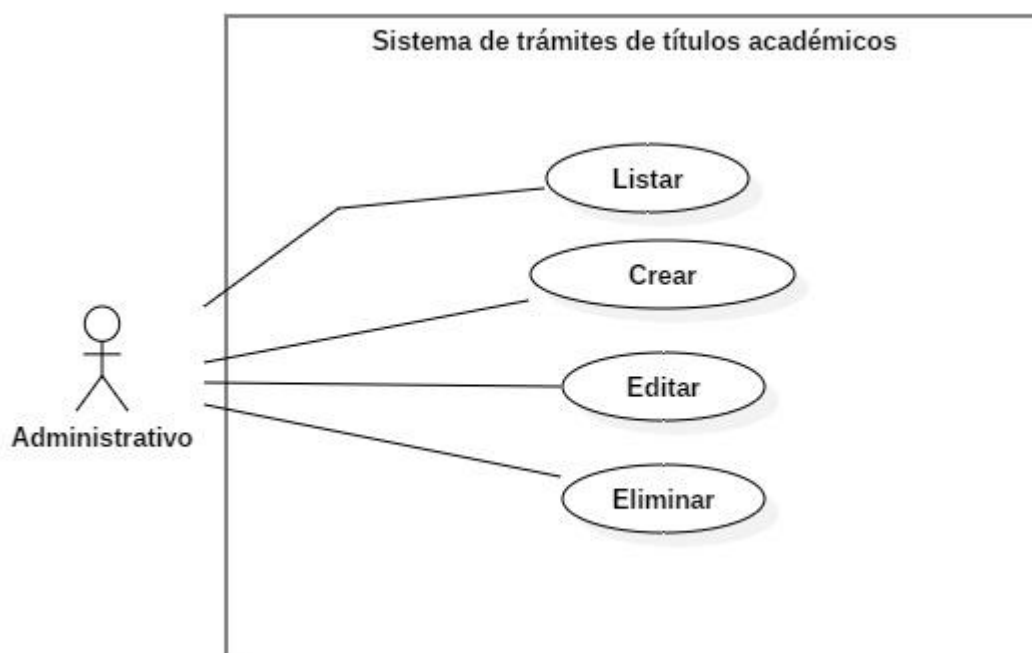 Sistema de trámites de títulos académicos
Listar
Crear
Editar
Administrativo
Eliminar